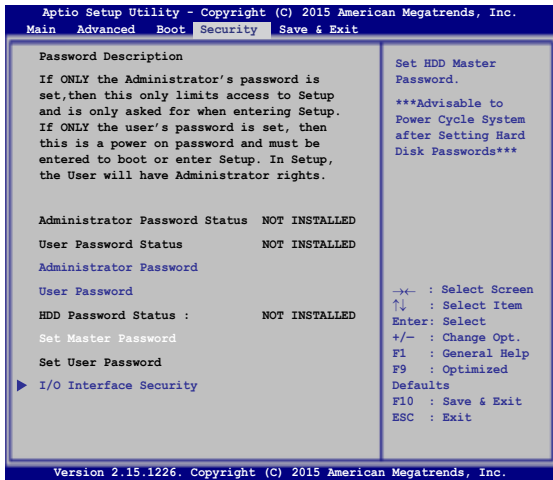 Aptio Setup Utility - Copyright (C) 2015 American Megatrends, Inc.
Main Advanced Boot Security Save & Exit
Password Description
If ONLY the Administrator's password is
set,then this only limits access to Setup
and is only asked for when entering Setup.
If ONLY the user's password is set, then
this is a power on password and must be
entered to boot or enter Setup. In Setup,
the User will have Administrator rights.
Administrator Password Status NOT INSTALLED
User Password Status NOT INSTALLED
Administrator Password
User Password
HDD Password Status : NOT INSTALLED
Set Master Password
Set User Password
I/O Interface Security
Set HDD Master
Password.
***Advisable to
Power Cycle System
after Setting Hard
Disk Passwords***
→← : Select Screen
↑↓ : Select Item
Enter: Select
+/— : Change Opt.
F1 : General Help
F9 : Optimized
Defaults
F10 : Save & Exit
ESC : Exit
Version 2.15.1226. Copyright (C) 2015 American Megatrends, Inc.